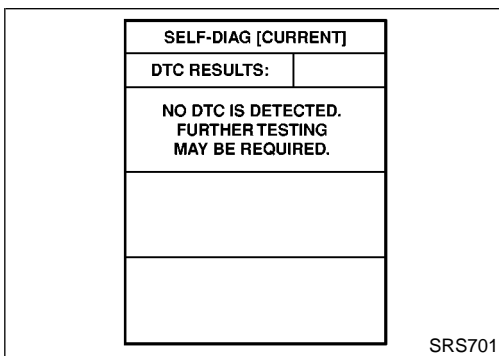 SELF-DIAG [CURRENT]
DTC RESULTS:
NO DTC IS DETECTED.
FURTHER TESTING
MAY BE REQUIRED.
SRS701